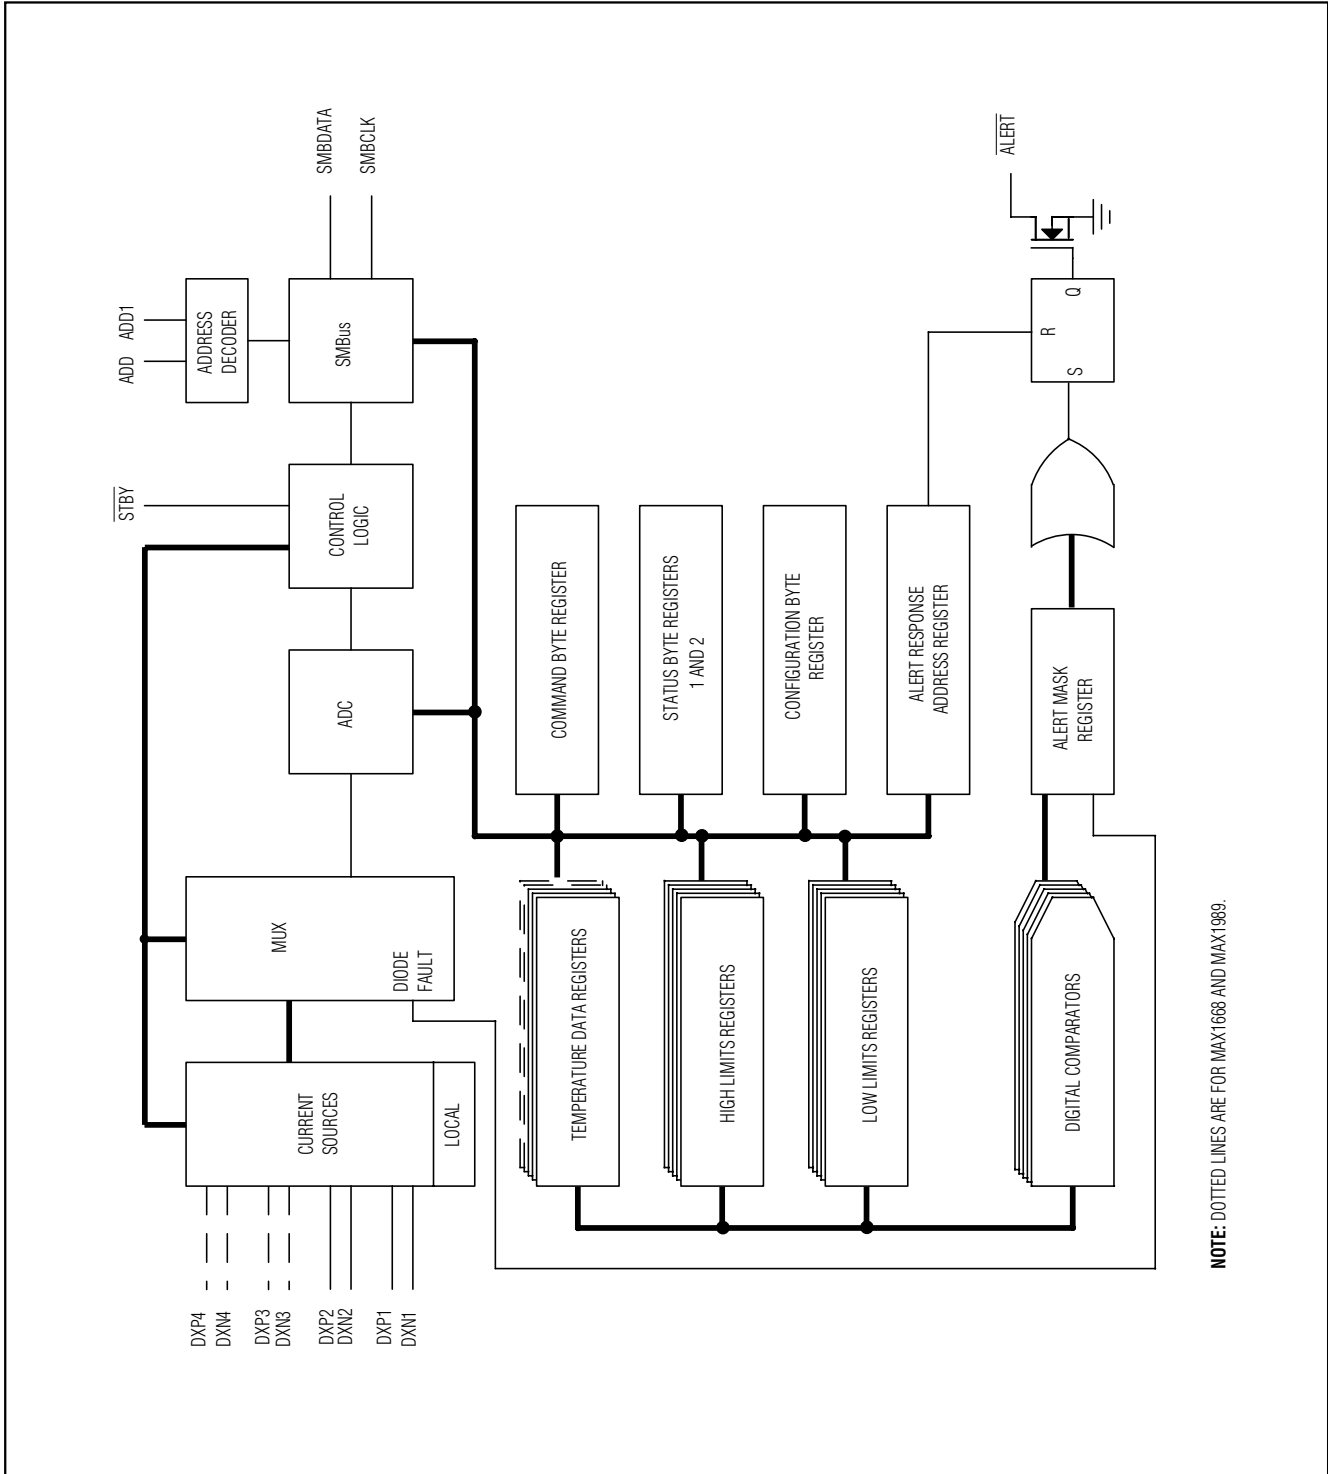 DXP4
DXN4
DXP3
DXN3
DXP2
DXN2
DXP1
DXN1
CURRENT
SOURCES
LOCAL
MUX
DIODE
FAULT
ADC
CONTROL
LOGIC
STBY
SMBus
ADDRESS
DECODER
ADD
ADD1
SMBDATA
SMBCLK
TEMPERATURE DATA REGISTERS
HIGH LIMITS REGISTERS
LOW LIMITS REGISTERS
DIGITAL COMPARATORS
COMMAND BYTE REGISTER
STATUS BYTE REGISTERS
1 AND 2
CONFIGURATION BYTE
REGISTER
ALERT RESPONSE
ADDRESS REGISTER
ALERT MASK
REGISTER
S
R
Q
ALERT
NOTE: DOTTED LINES ARE FOR MAX1668 AND MAX1989.